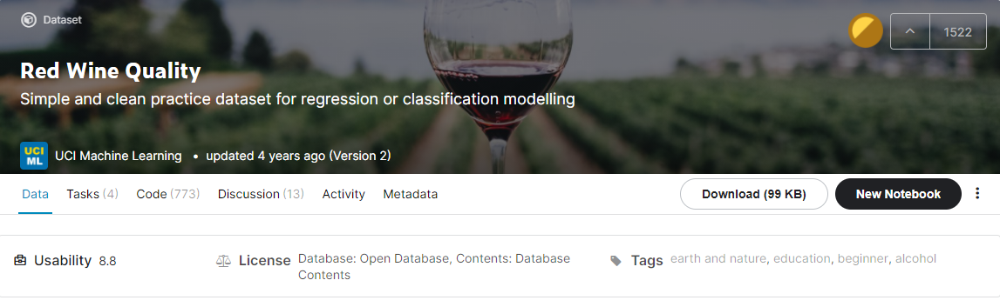 Dataset
1522
Red Wine Quality
Simple and clean practice dataset for regression or classification modelling
UCI
ML
UCI Machine Learning • updated 4 years ago (Version 2)
Data Tasks (4) Code (773) Discussion (13) Activity Metadata Download (99 KB) New Notebook
Usability 8.8 License Database: Open Database, Contents: Database
Contents
Tags earth and nature, education, beginner, alcohol